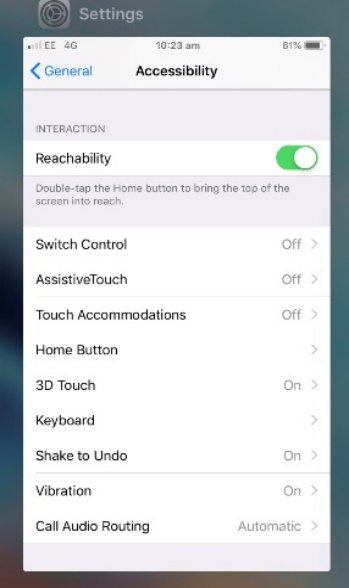 Settings
EE 4G 10:23 am 81%
General Accessibility
INTERACTION
Reachability
Double-tap the Home button to bring the top of the
screen into reach.
Switch Control Off
AssistiveTouch Off
Touch Accommodations Off
Home Button
3D Touch On
Keyboard
Shake to Undo On
Vibration On
Call Audio Routing Automatic